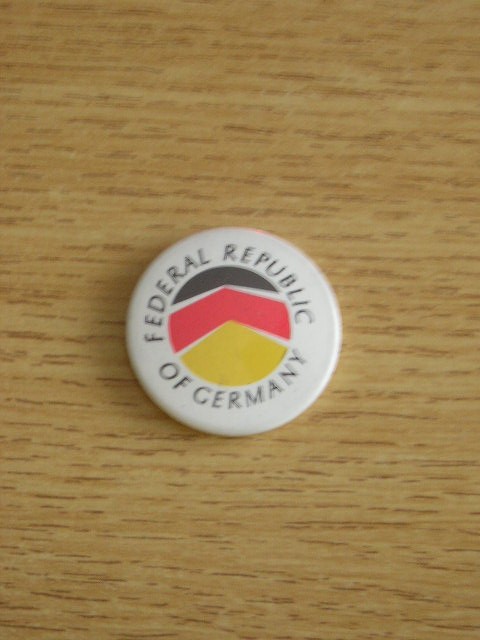 FEDERAL REPUBLIC
OF GERMANY